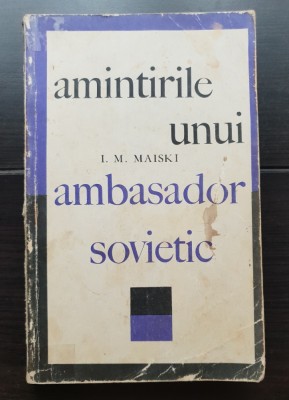 amintirile
unui
I. M. MAISKI
ambasador
sovietic